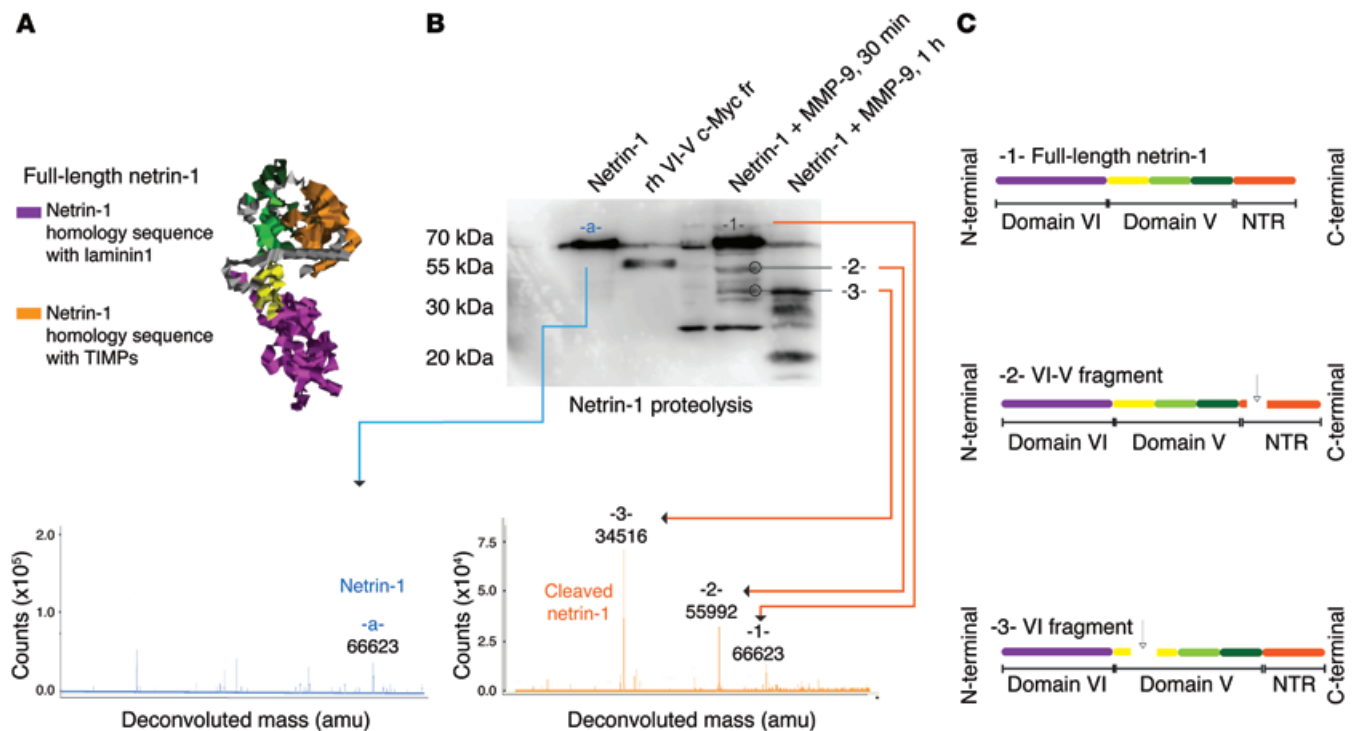 A
Full-length netrin-1
Netrin-1
homology sequence
with laminin1
Netrin-1
homology sequence
with TIMPs
B
Netrin-1
rh VI-V c-Myc fr
Netrin-1 + MMP-9, 30 min
Netrin-1 + MMP-9, 1 h
70 kDa
55 kDa
30 kDa
20 kDa
-a-
-1-
-2-
-3-
Netrin-1 proteolysis
Counts (x10⁵)
2.0
1.0
0.0
Netrin-1
-a-
66623
Deconvoluted mass (amu)
Counts (x10⁴)
7.5
5.0
2.5
0.0
Cleaved
netrin-1
-3-
34516
-2-
55992
-1-
66623
Deconvoluted mass (amu)
C
N-terminal
-1- Full-length netrin-1
Domain VI
Domain V
NTR
C-terminal
N-terminal
-2- VI-V fragment
Domain VI
Domain V
NTR
C-terminal
N-terminal
-3- VI fragment
Domain VI
Domain V
NTR
C-terminal